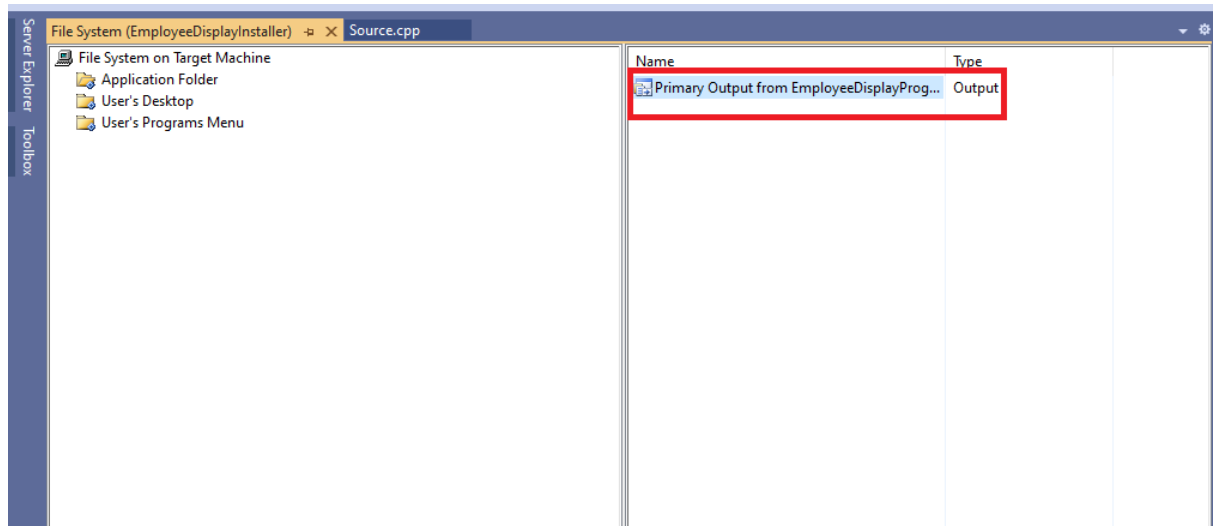 Server Explorer
Toolbox
File System (EmployeeDisplayInstaller)
Source.cpp
File System on Target Machine
Application Folder
User's Desktop
User's Programs Menu
Name
Type
Primary Output from EmployeeDisplayProg...
Output